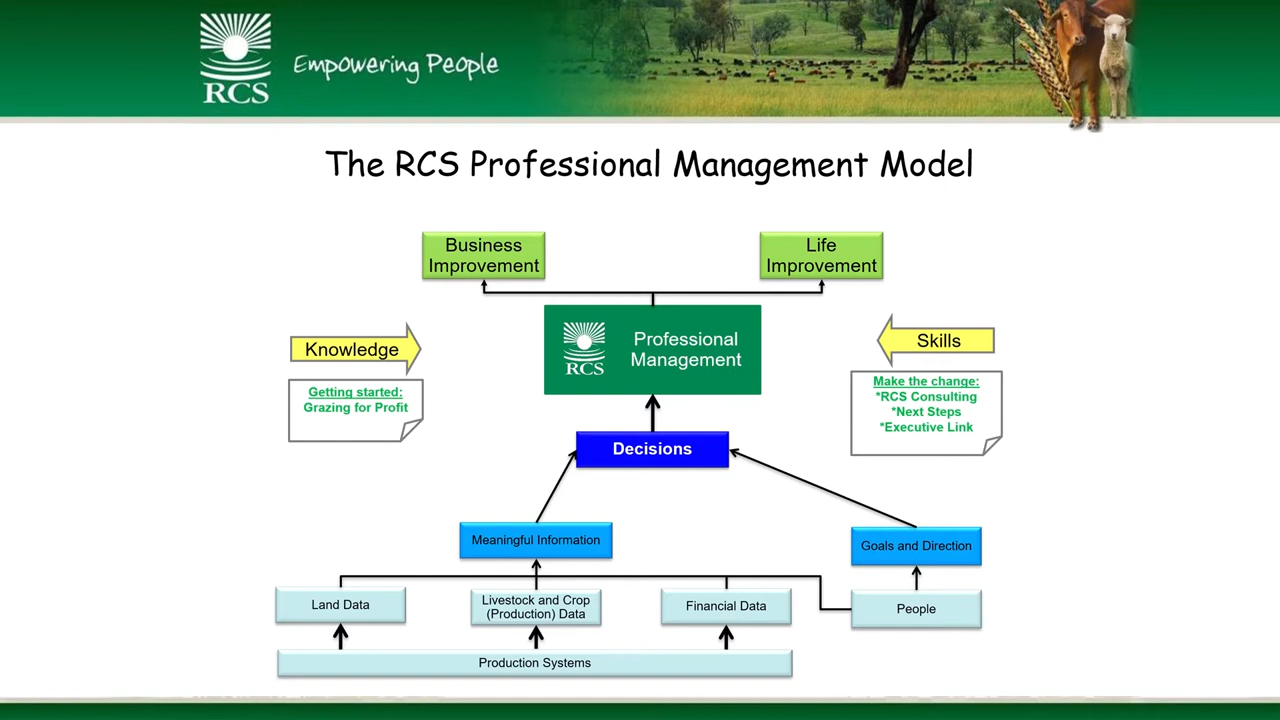 RCS
Empowering People
The RCS Professional Management Model
Business
Improvement
Life
Improvement
Knowledge
RCS
Professional
Management
Skills
Getting started:
Grazing for Profit
Make the change:
*RCS Consulting
*Next Steps
*Executive Link
Decisions
Meaningful Information
Goals and Direction
Land Data
Livestock and Crop
(Production) Data
Financial Data
People
Production Systems